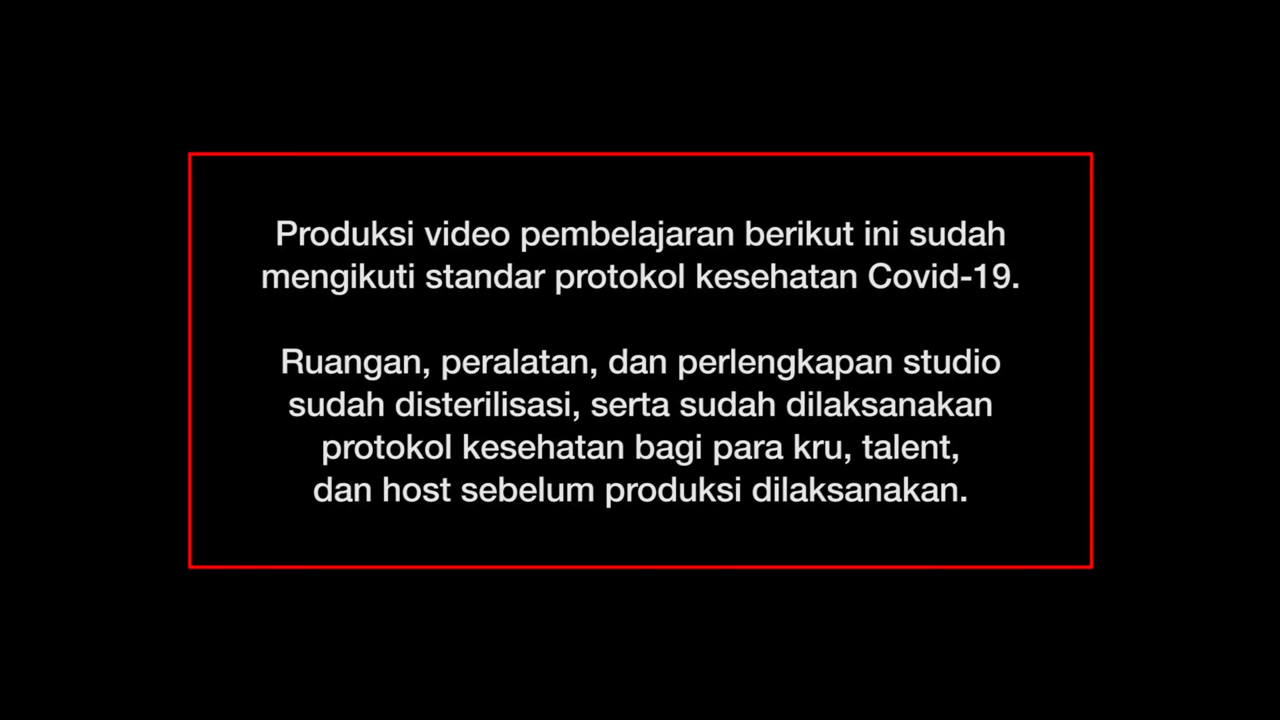 Produksi video pembelajaran berikut ini sudah
mengikuti standar protokol kesehatan Covid-19.
Ruangan, peralatan, dan perlengkapan studio
sudah disterilisasi, serta sudah dilaksanakan
protokol kesehatan bagi para kru, talent,
dan host sebelum produksi dilaksanakan.